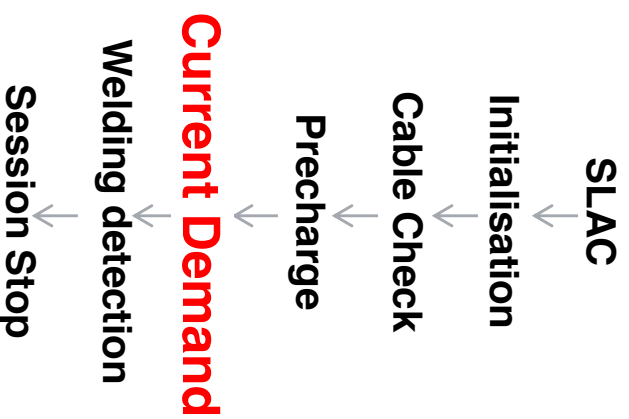 SLAC
Initialisation
Cable Check
Precharge
Current Demand
Welding detection
Session Stop